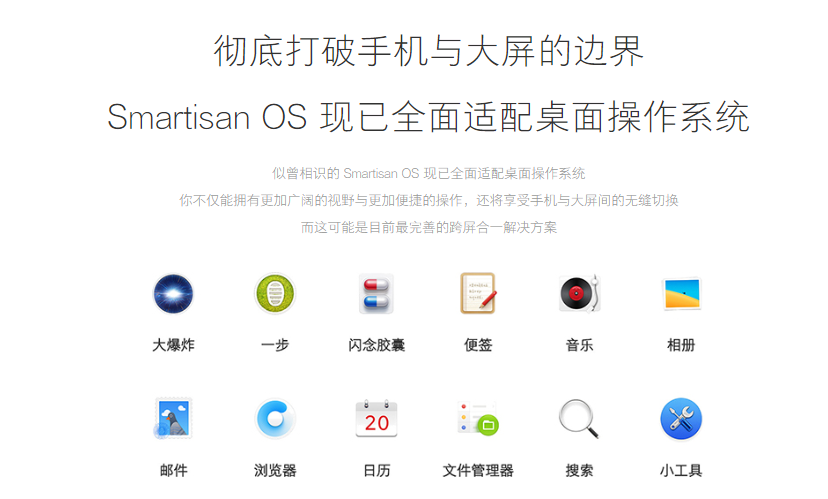 彻底打破手机与大屏的边界
Smartisan OS 现已全面适配桌面操作系统
似曾相识的 Smartisan OS 现已全面适配桌面操作系统
你不仅能拥有更加广阔的视野与更加便捷的操作，还将享受手机与大屏间的无缝切换
而这可能是目前最完善的跨屏合一解决方案
大爆炸 一步 闪念胶囊 便签 音乐 相册
20
邮件 浏览器 日历 文件管理器 搜索 小工具